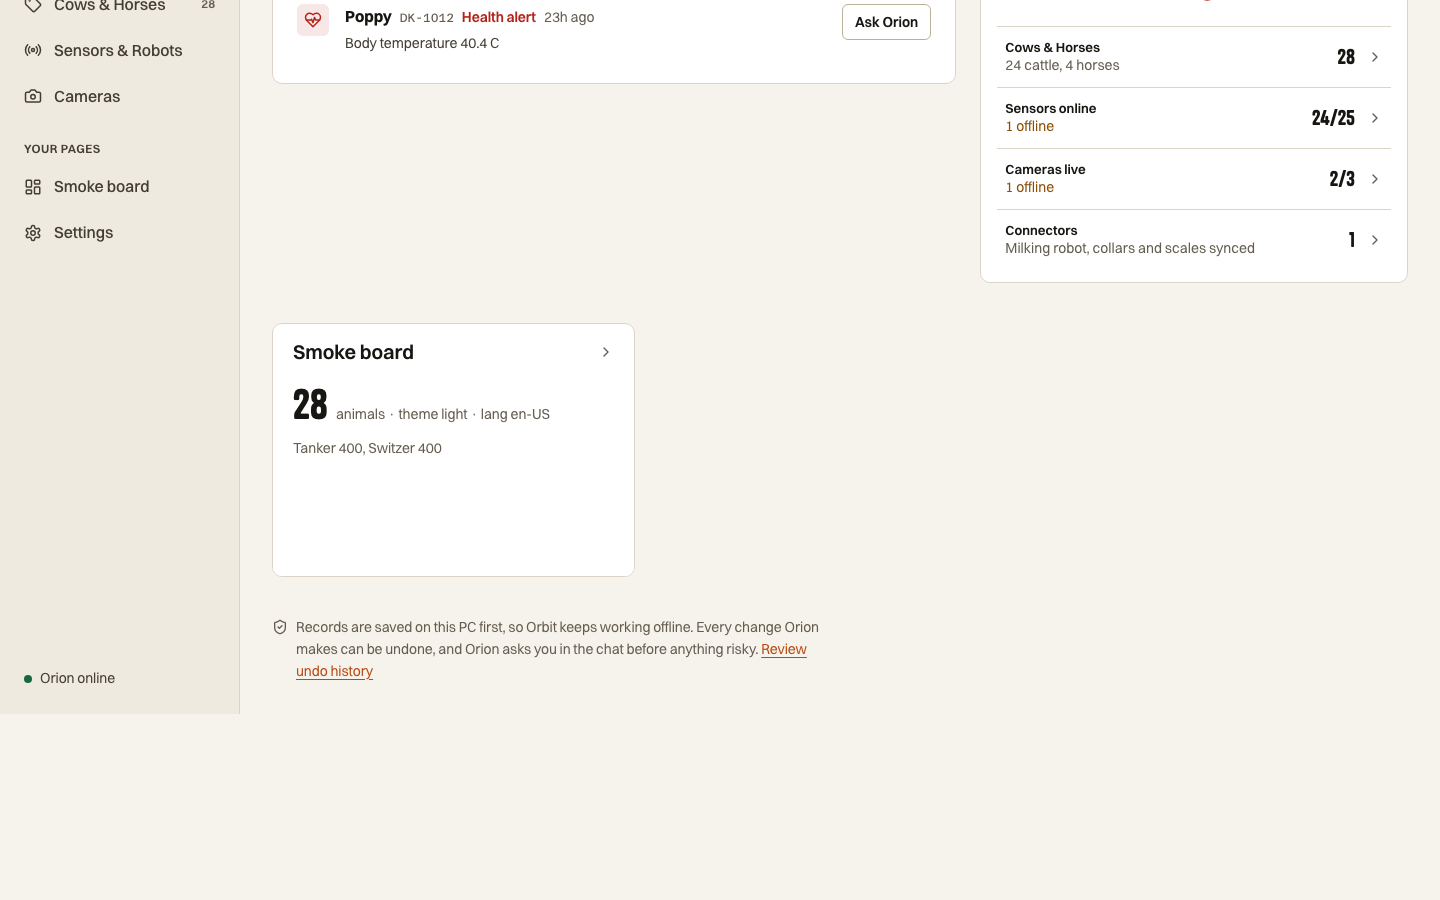 Cows & Horses 28
Sensors & Robots
Cameras
YOUR PAGES
Smoke board
Settings
Orion online
Poppy DK-1012 Health alert 23h ago
Body temperature 40.4 C
Ask Orion
Cows & Horses
24 cattle, 4 horses
28
Sensors online
1 offline
24/25
Cameras live
1 offline
2/3
Connectors
Milking robot, collars and scales synced
1
Smoke board
28 animals · theme light · lang en-US
Tanker 400, Switzer 400
Records are saved on this PC first, so Orbit keeps working offline. Every change Orion
makes can be undone, and Orion asks you in the chat before anything risky. Review
undo history